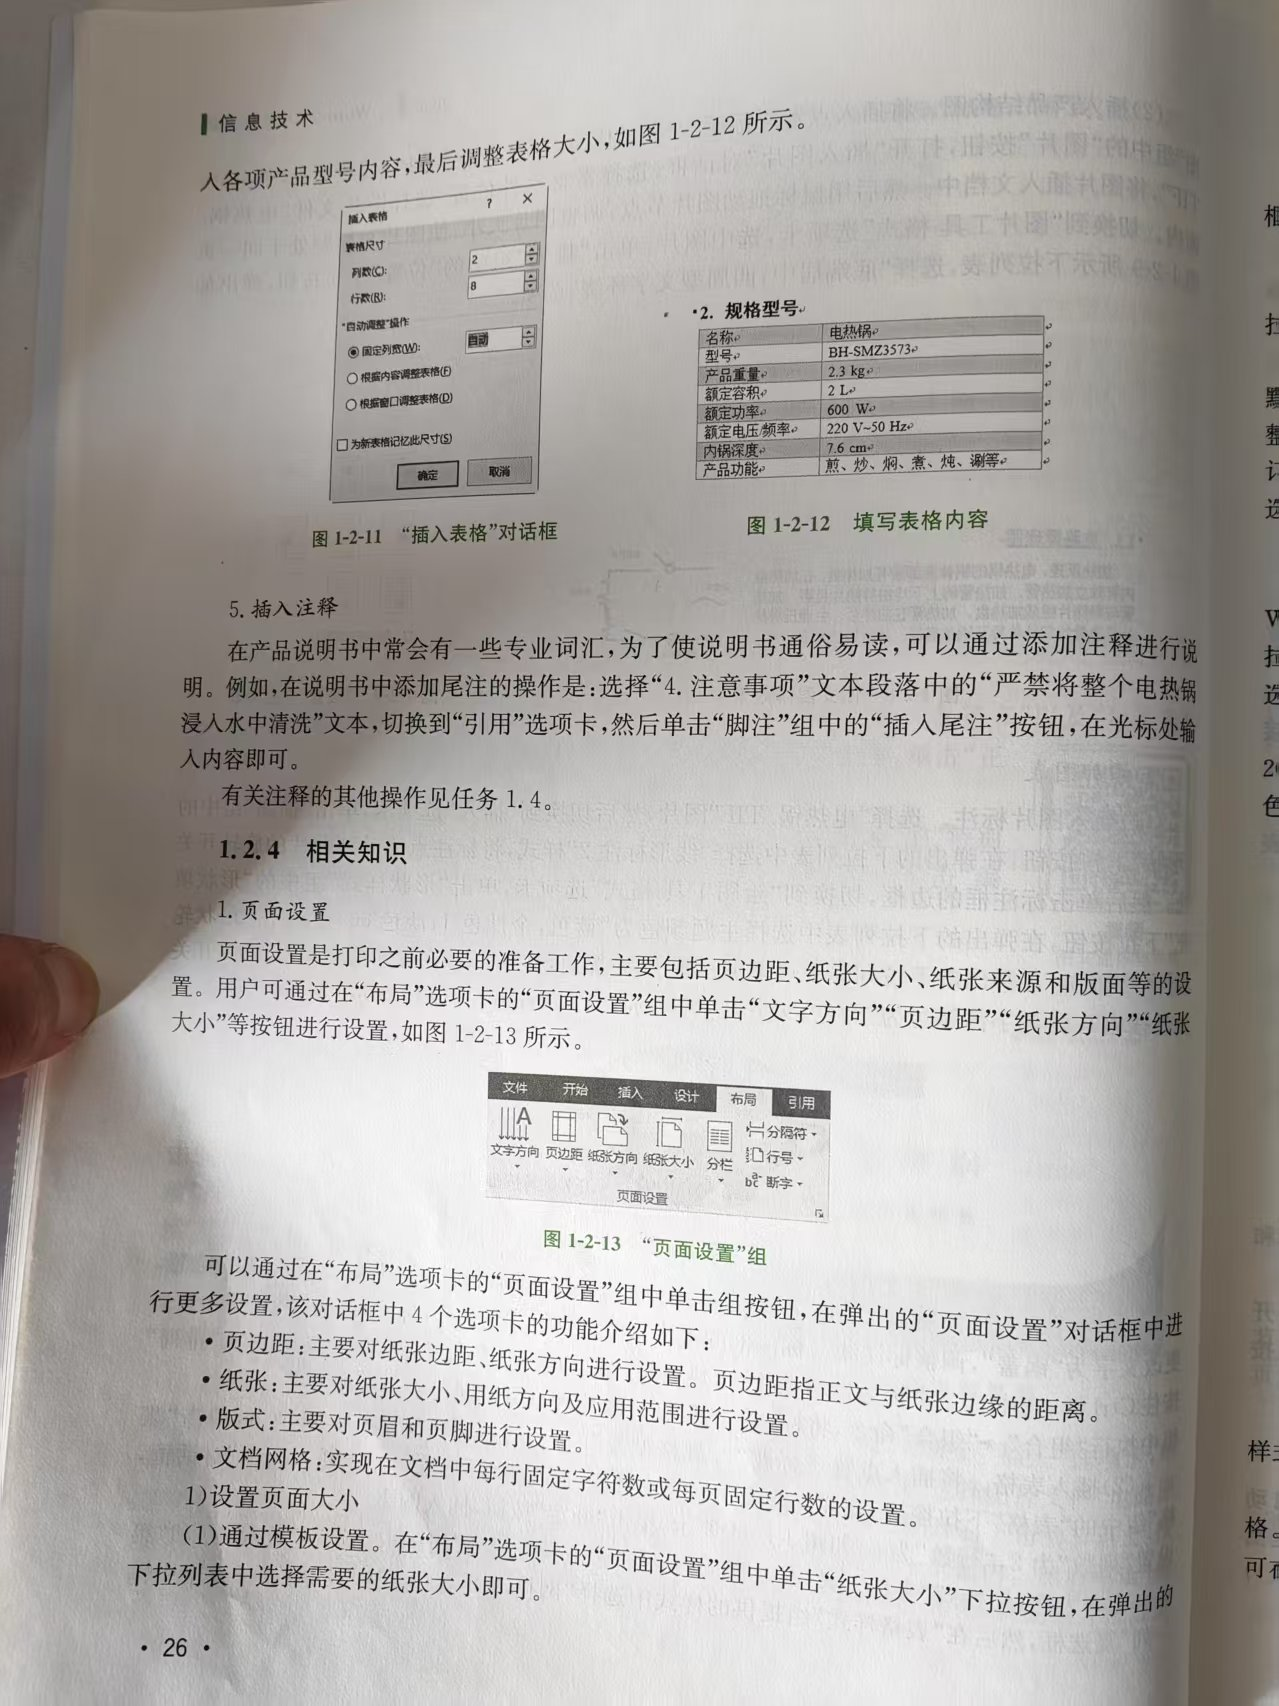 信息技术
入各项产品型号内容,最后调整表格大小,如图 1-2-12 所示。
插入表格 ? ×
表格尺寸
列数(C): 2
行数(R): 8
"自动调整"操作
固定列宽(W): 自动
根据内容调整表格(F)
根据窗口调整表格(D)
为新表格记忆此尺寸(S)
确定 取消
图 1-2-11 “插入表格”对话框
2. 规格型号
名称 电热锅
型号 BH-SMZ3573
产品重量 2.3 kg
额定容积 2 L
额定功率 600 W
额定电压/频率 220 V~50 Hz
内锅深度 7.6 cm
产品功能 煎、炒、焖、煮、炖、涮等
图 1-2-12 填写表格内容
5. 插入注释
在产品说明书中常会有一些专业词汇,为了使说明书通俗易读,可以通过添加注释进行说
明。例如,在说明书中添加尾注的操作是:选择“4. 注意事项”文本段落中的“严禁将整个电热锅
浸入水中清洗”文本,切换到“引用”选项卡,然后单击“脚注”组中的“插入尾注”按钮,在光标处输
入内容即可。
有关注释的其他操作见任务 1.4。
1.2.4 相关知识
1. 页面设置
页面设置是打印之前必要的准备工作,主要包括页边距、纸张大小、纸张来源和版面等的设
置。用户可通过在“布局”选项卡的“页面设置”组中单击“文字方向”“页边距”“纸张方向”“纸张
大小”等按钮进行设置,如图 1-2-13 所示。
文件 开始 插入 设计 布局 引用
文字方向 页边距 纸张方向 纸张大小 分栏
分隔符
行号
断字
页面设置
图 1-2-13 “页面设置”组
可以通过在“布局”选项卡的“页面设置”组中单击组按钮,在弹出的“页面设置”对话框中进
行更多设置,该对话框中 4 个选项卡的功能介绍如下:
• 页边距:主要对纸张边距、纸张方向进行设置。页边距指正文与纸张边缘的距离。
• 纸张:主要对纸张大小、用纸方向及应用范围进行设置。
• 版式:主要对页眉和页脚进行设置。
• 文档网格:实现在文档中每行固定字符数或每页固定行数的设置。
1)设置页面大小
(1)通过模板设置。在“布局”选项卡的“页面设置”组中单击“纸张大小”下拉按钮,在弹出的
下拉列表中选择需要的纸张大小即可。
• 26 •